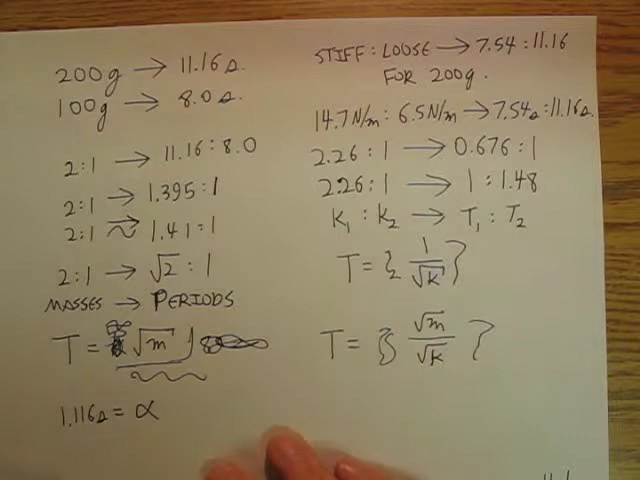 200g → 11.16 s.
100g → 8.0 s.
2:1 → 11.16 : 8.0
2:1 → 1.395 : 1
2:1 ≈ 1.41 : 1
2:1 → √2 : 1
MASSES → PERIODS
T = { √m }
1.116s = α
STIFF : LOOSE → 7.54 : 11.16
FOR 200g.
14.7 N/m : 6.5 N/m → 7.54s : 11.16s.
2.26 : 1 → 0.676 : 1
2.26 : 1 → 1 : 1.48
K₁ : K₂ → T₁ : T₂
T = { 1/√k }
T = { √m/√k }